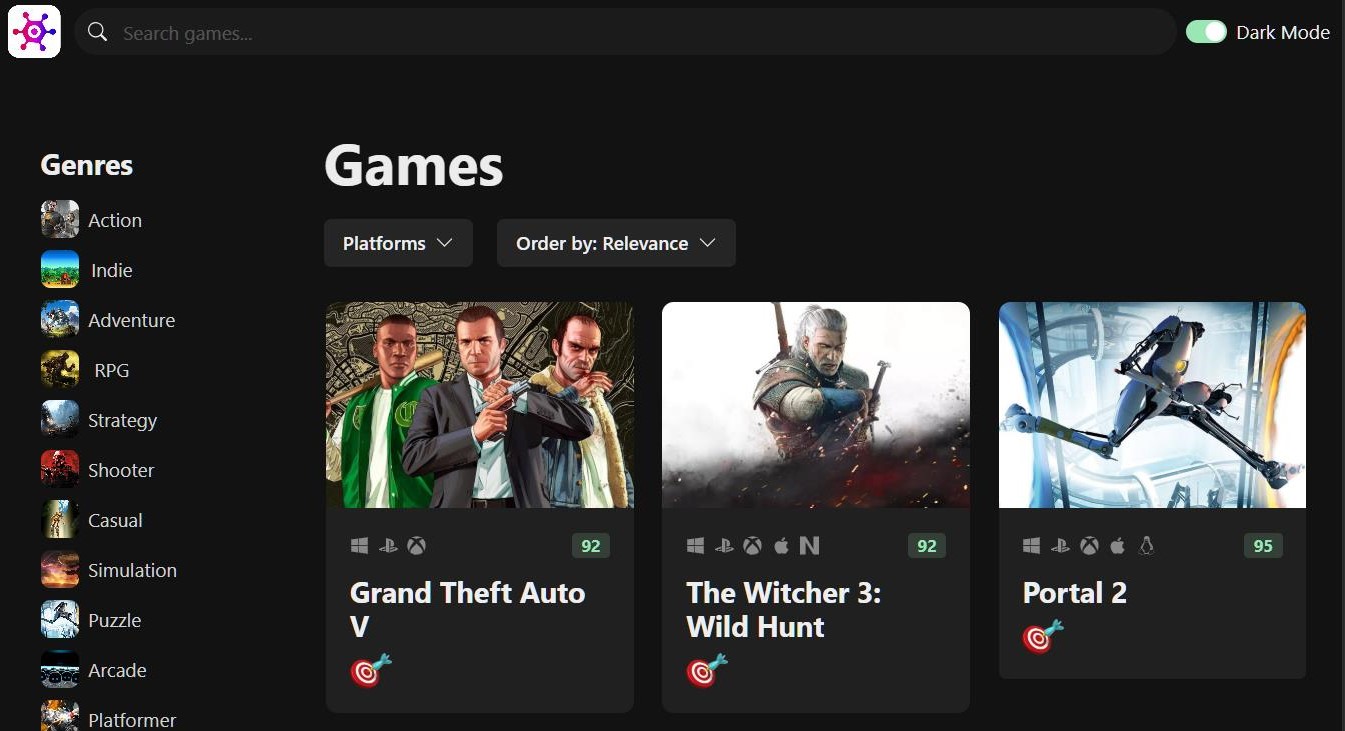 Search games...
Dark Mode
Genres
Action
Indie
Adventure
RPG
Strategy
Shooter
Casual
Simulation
Puzzle
Arcade
Platformer
Games
Platforms
Order by: Relevance
92
Grand Theft Auto
V
92
The Witcher 3:
Wild Hunt
95
Portal 2